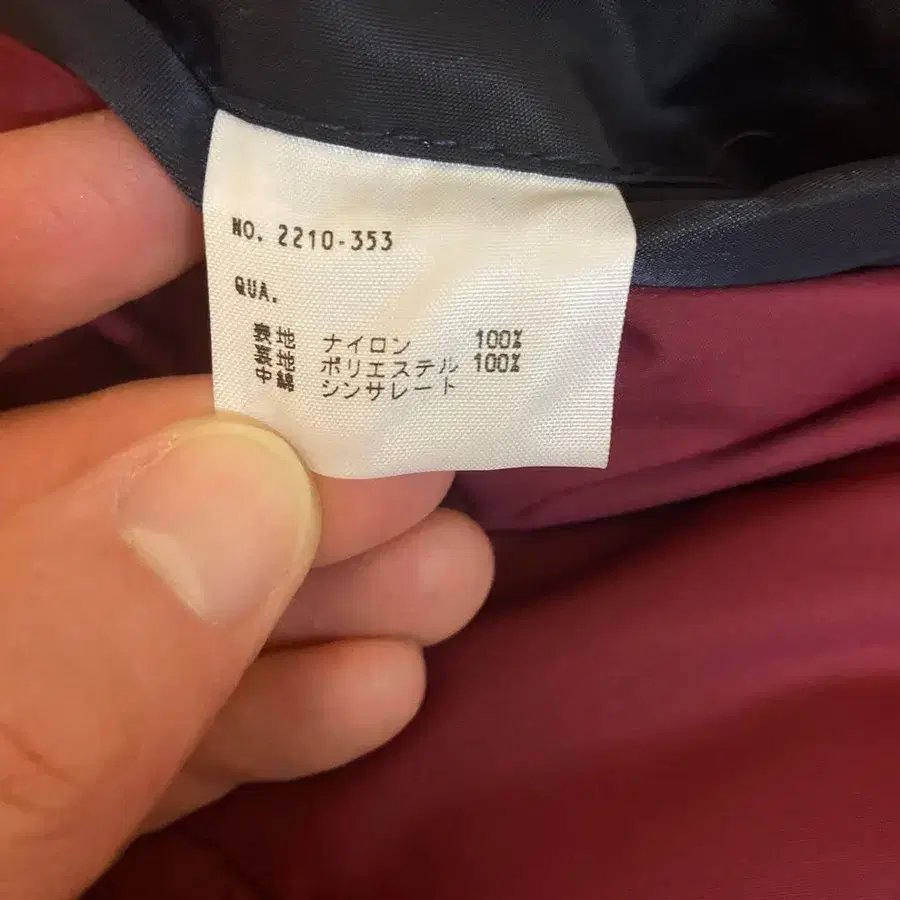 NO. 2210-353
QUA.
表地 ナイロン 100%
裏地 ポリエステル 100%
中綿 シンサレート